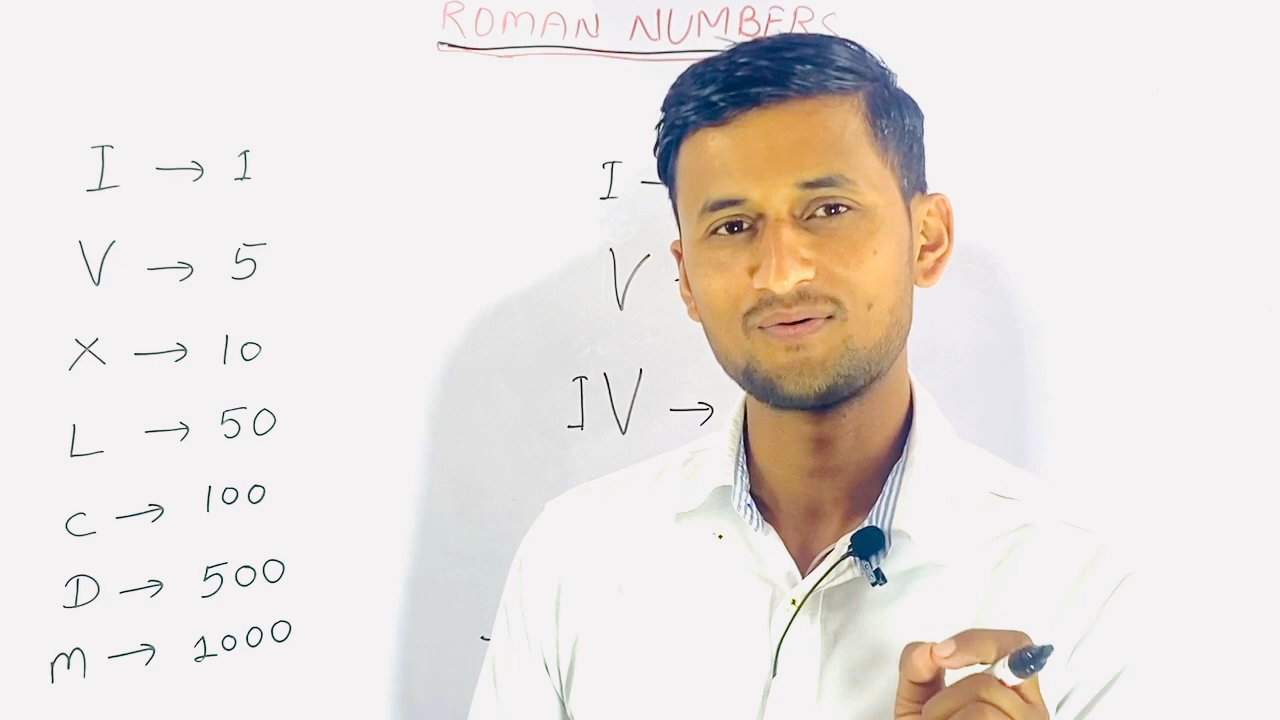 ROMAN NUMBERS
I → 1
V → 5
X → 10
L → 50
C → 100
D → 500
M → 1000
I –
V -
IV →